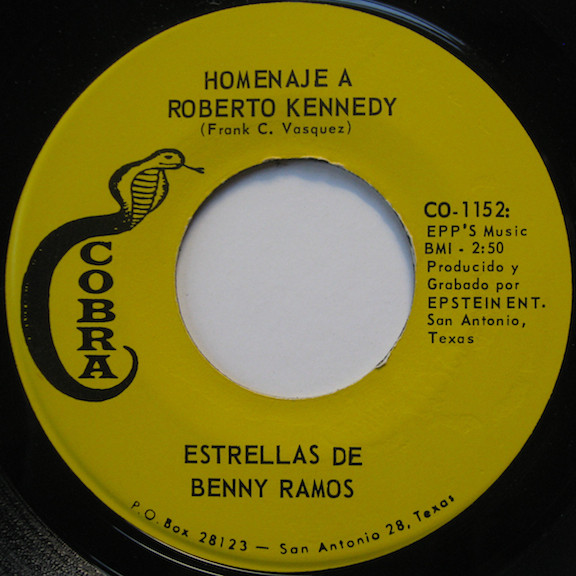 HOMENAJE A
ROBERTO KENNEDY
(Frank C. Vasquez)
COBRA
CO-1152:
EPP'S Music
BMI - 2:50
Producido y
Grabado por
EPSTEIN ENT.
San Antonio,
Texas
ESTRELLAS DE
BENNY RAMOS
P.O. Box 28123 — San Antonio 28, Texas